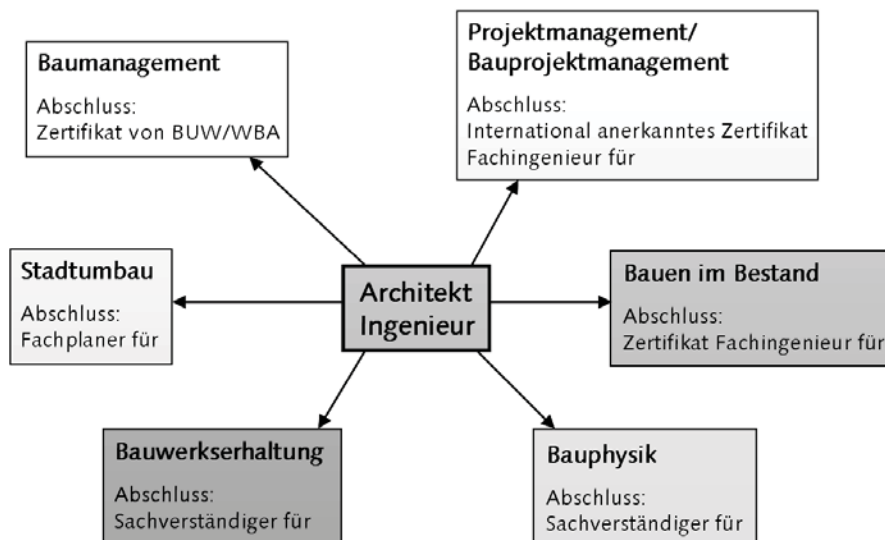 Baumanagement
Abschluss:
Zertifikat von BUW/WBA
Projektmanagement/
Bauprojektmanagement
Abschluss:
International anerkanntes Zertifikat
Fachingenieur für
Stadtumbau
Abschluss:
Fachplaner für
Architekt
Ingenieur
Bauen im Bestand
Abschluss:
Zertifikat Fachingenieur für
Bauwerkserhaltung
Abschluss:
Sachverständiger für
Bauphysik
Abschluss:
Sachverständiger für